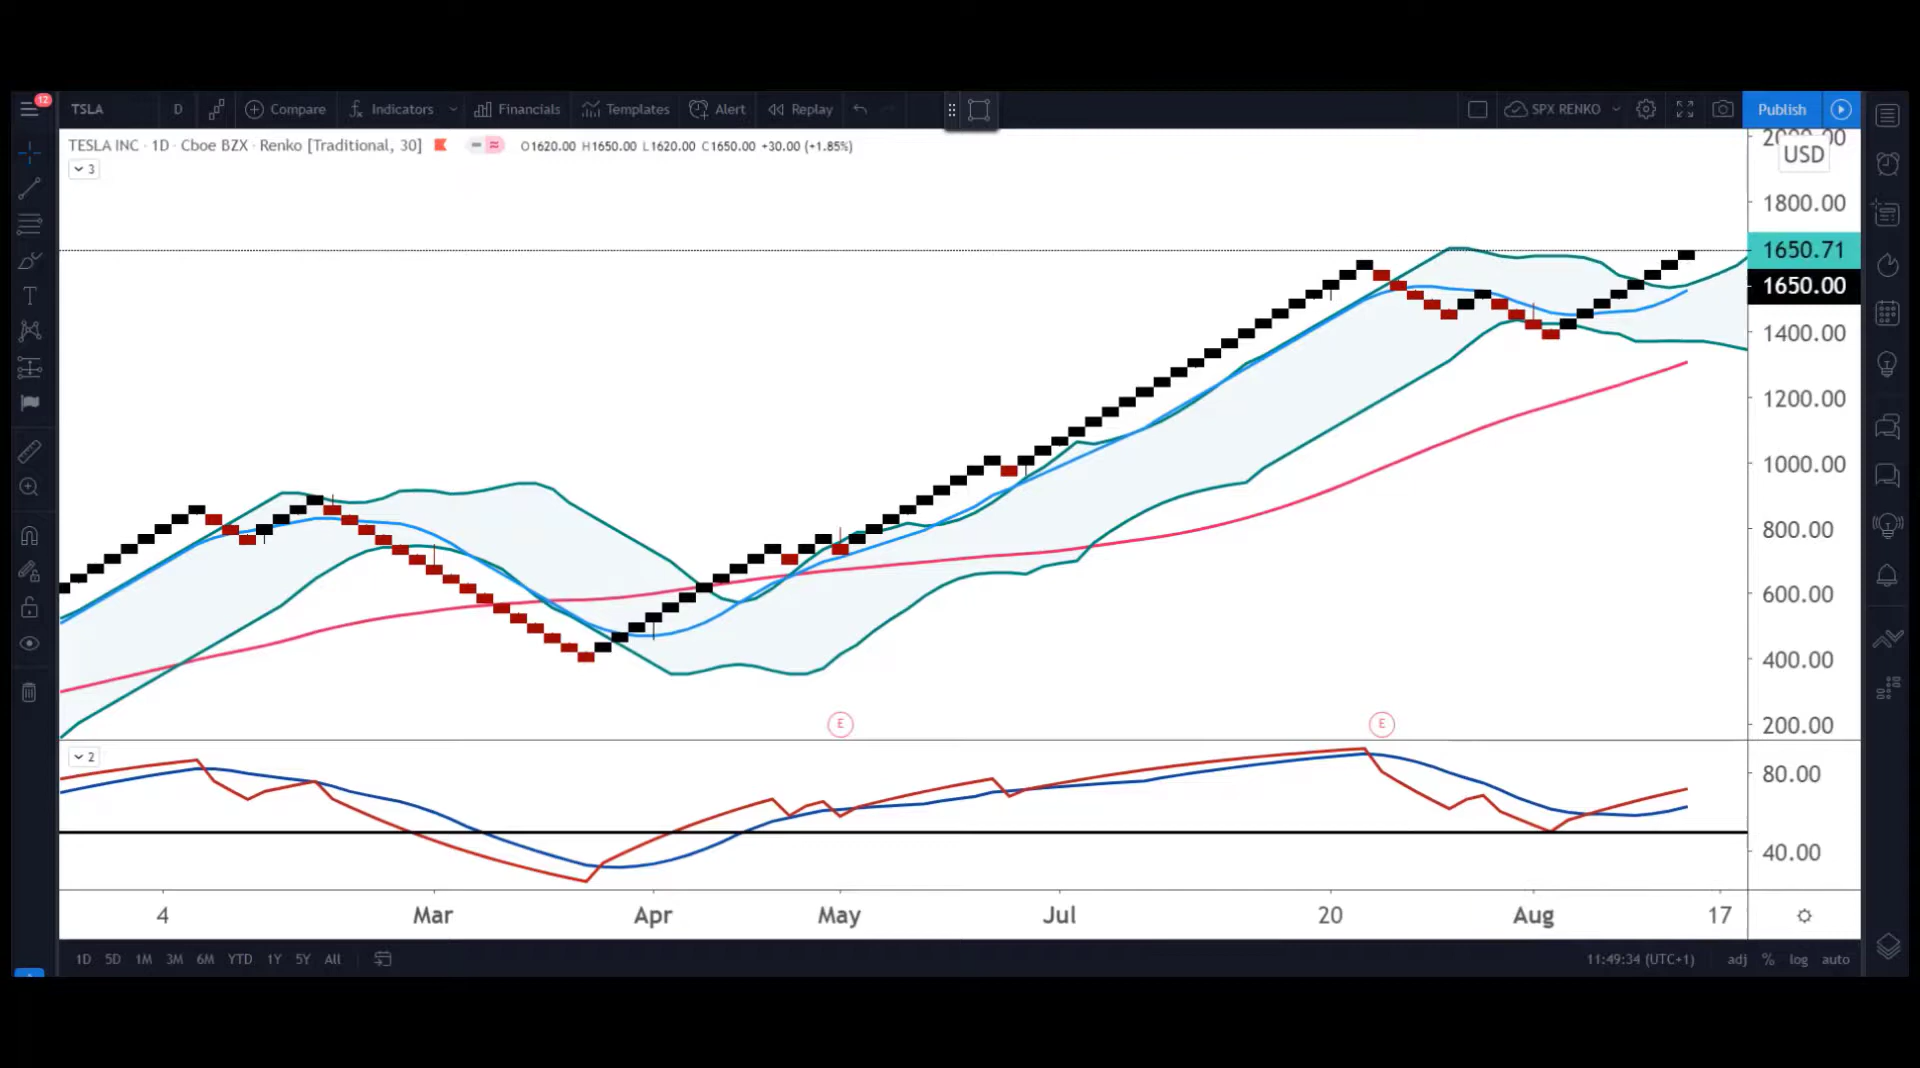 12 TSLA D Compare Indicators Financials Templates Alert Replay SPX RENKO Publish
TESLA INC · 1D · Cboe BZX · Renko [Traditional, 30] O1620.00 H1650.00 L1620.00 C1650.00 +30.00 (+1.85%)
3
USD
1800.00
1650.71
1650.00
1400.00
1200.00
1000.00
800.00
600.00
400.00
E E
200.00
2
80.00
40.00
4 Mar Apr May Jul 20 Aug 17
1D 5D 1M 3M 6M YTD 1Y 5Y All 11:49:34 (UTC+1) adj % log auto